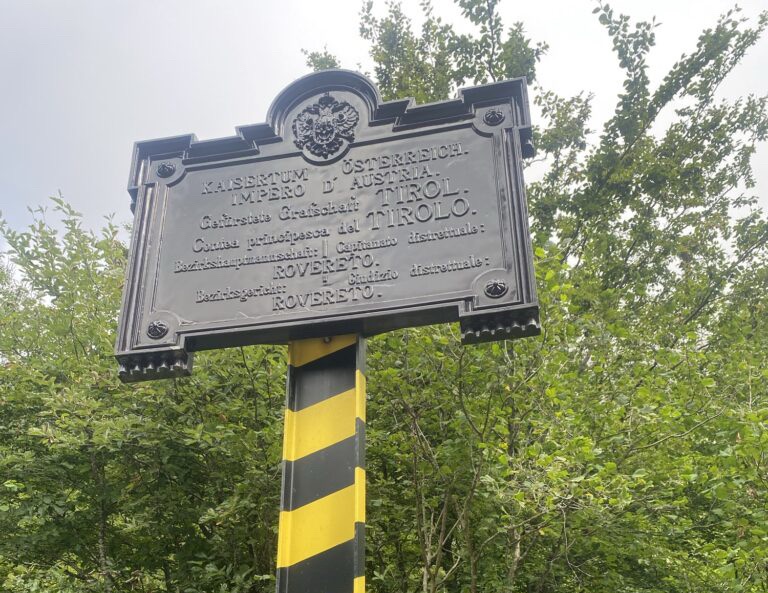 KAISERTUM ÖSTERREICH.
IMPERO D' AUSTRIA.
Gefürstete Grafschaft TIROL.
Contea principesca del TIROLO.
Bezirkshauptmannschaft: Capitanato distrettuale:
ROVERETO.
Bezirksgericht: Giudizio distrettuale:
ROVERETO.